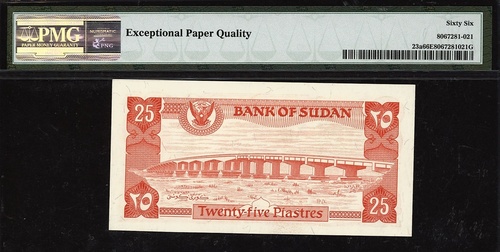 PMG
PAPER MONEY GUARANTY
PNG
Exceptional Paper Quality
Sixty Six
8067281-021
23a66E8067281021G
25
BANK OF SUDAN
٢٥
٢٥
Twenty-five Piastres
25